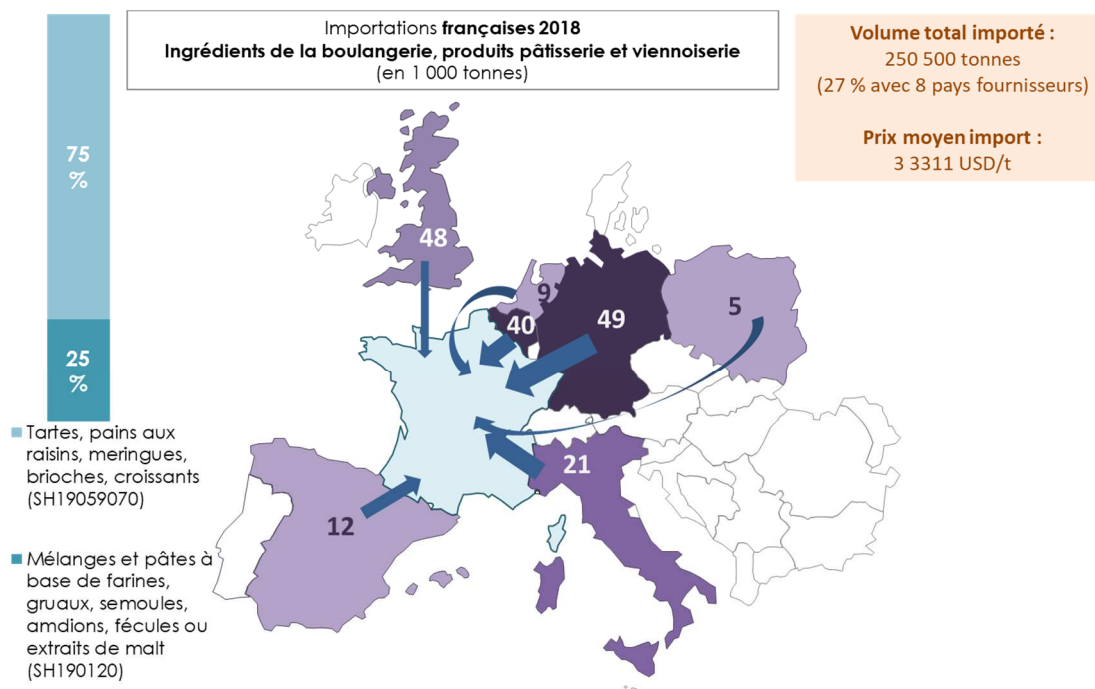 Importations françaises 2018
Ingrédients de la boulangerie, produits pâtisserie et viennoiserie
(en 1 000 tonnes)
Volume total importé :
250 500 tonnes
(27 % avec 8 pays fournisseurs)
Prix moyen import :
3 3311 USD/t
75
%
25
%
Tartes, pains aux
raisins, meringues,
brioches, croissants
(SH19059070)
Mélanges et pâtes à
base de farines,
gruaux, semoules,
amdions, fécules ou
extraits de malt
(SH190120)
48
9
40
49
5
21
12